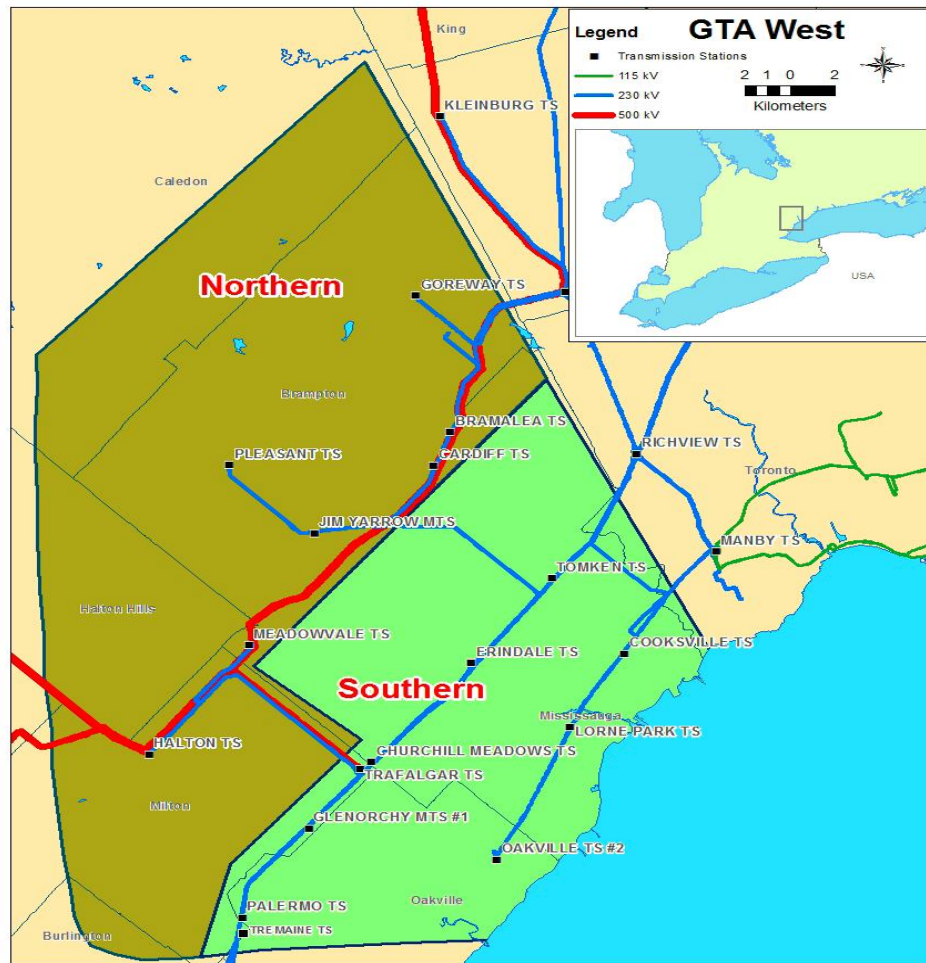 King
Legend
GTA West
Transmission Stations
115 kV
230 kV
500 kV
2 1 0 2
Kilometers
KLEINBURG TS
Caledon
USA
Northern
GOREWAY TS
Brampton
BRAMALEA TS
RICHVIEW TS
PLEASANT TS
CARDIFF TS
Toronto
JIM YARROW MTS
MANBY TS
TOMKEN TS
Halton Hills
MEADOWVALE TS
COOKSVILLE TS
ERINDALE TS
Southern
Mississauga
LORNE PARK TS
HALTON TS
CHURCHILL MEADOWS TS
TRAFALGAR TS
Milton
GLENORCHY MTS #1
OAKVILLE TS #2
Oakville
PALERMO TS
TREMAINE TS
Burlington